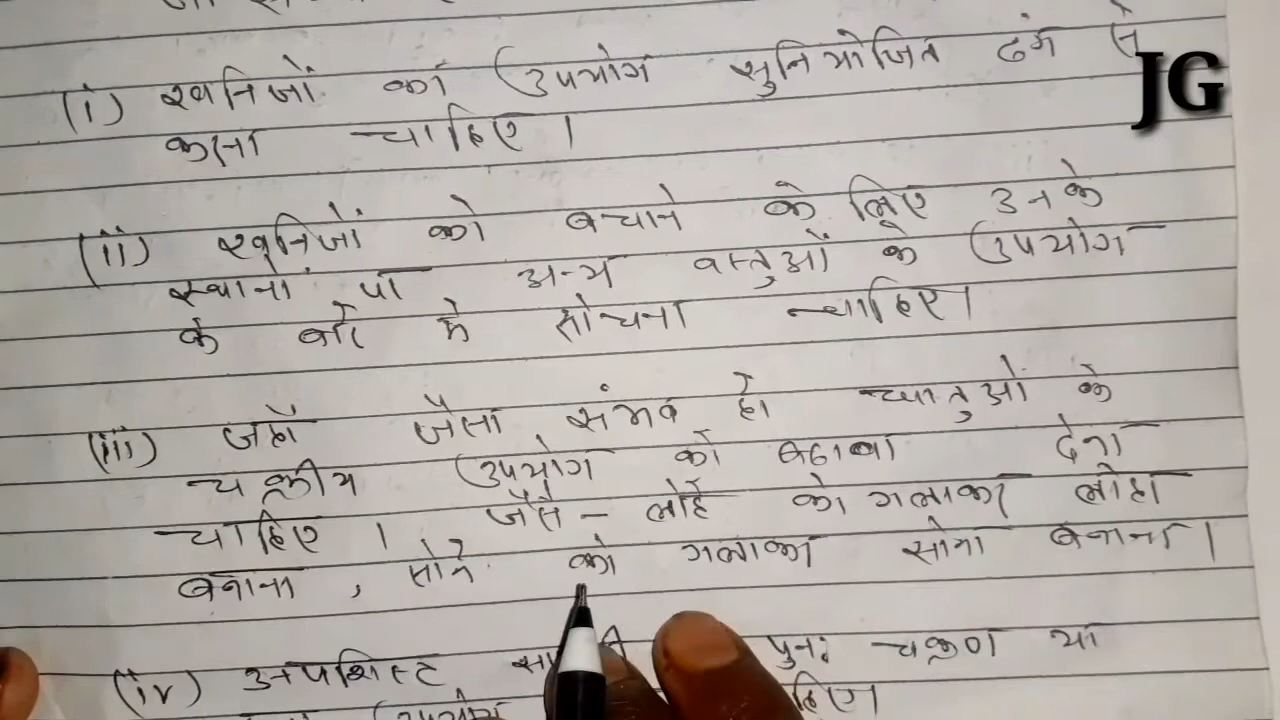 (i) खनिजों का उपयोग सुनियोजित ढंग से
JG
करना चाहिए।
(ii) खनिजों को बचाने के लिए उनके
स्थानों पर अन्य वस्तुओं के उपयोग
के बारे में सोचना चाहिए।
(iii) जहाँ जैसा संभव हो धातुओं के
चक्रीय उपयोग को बढावा देना
चाहिए। जैसे - लोहे को गलाकर लोहा
बनाना, सोने को गलाकर सोना बनाना।
(iv) अपशिस्ट पुनः चक्रण या
उपयोग